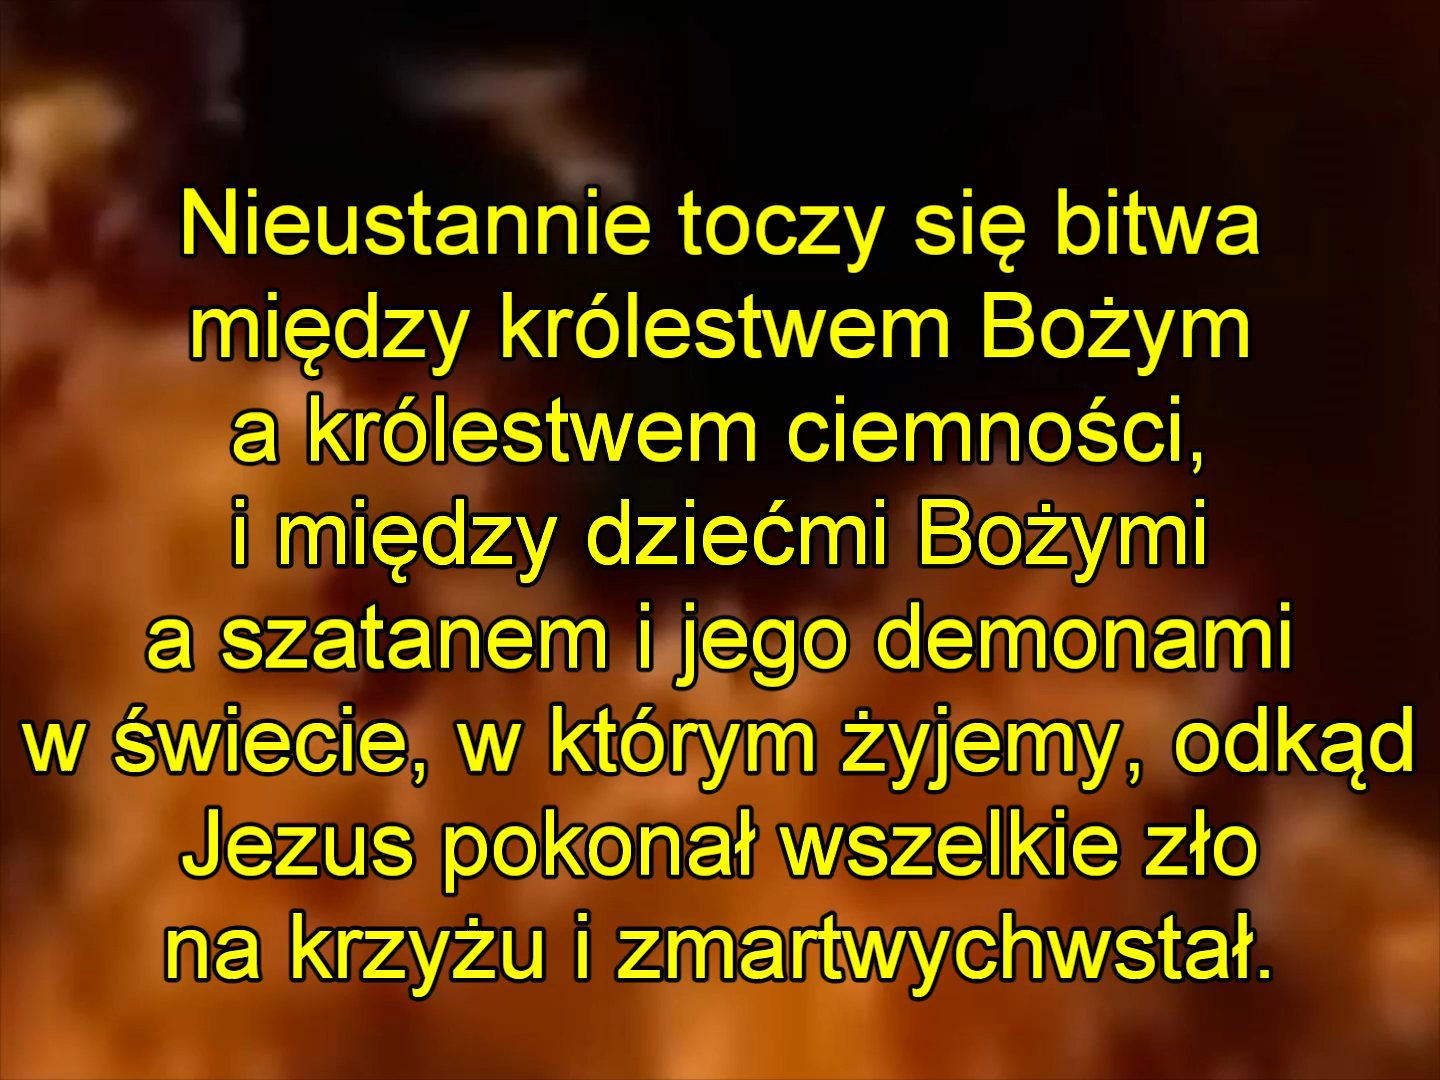 Nieustannie toczy się bitwa
między królestwem Bożym
a królestwem ciemności,
i między dziećmi Bożymi
a szatanem i jego demonami
w świecie, w którym żyjemy, odkąd
Jezus pokonał wszelkie zło
na krzyżu i zmartwychwstał.